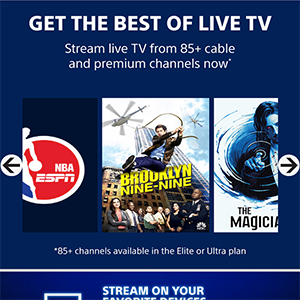 GET THE BEST OF LIVE TV
Stream live TV from 85+ cable
and premium channels now*
NBA
ESPN
BROOKLYN
NINE-NINE
NBC
THE
MAGICIA
*85+ channels available in the Elite or Ultra plan
STREAM ON YOUR
FAVORITE DEVICES